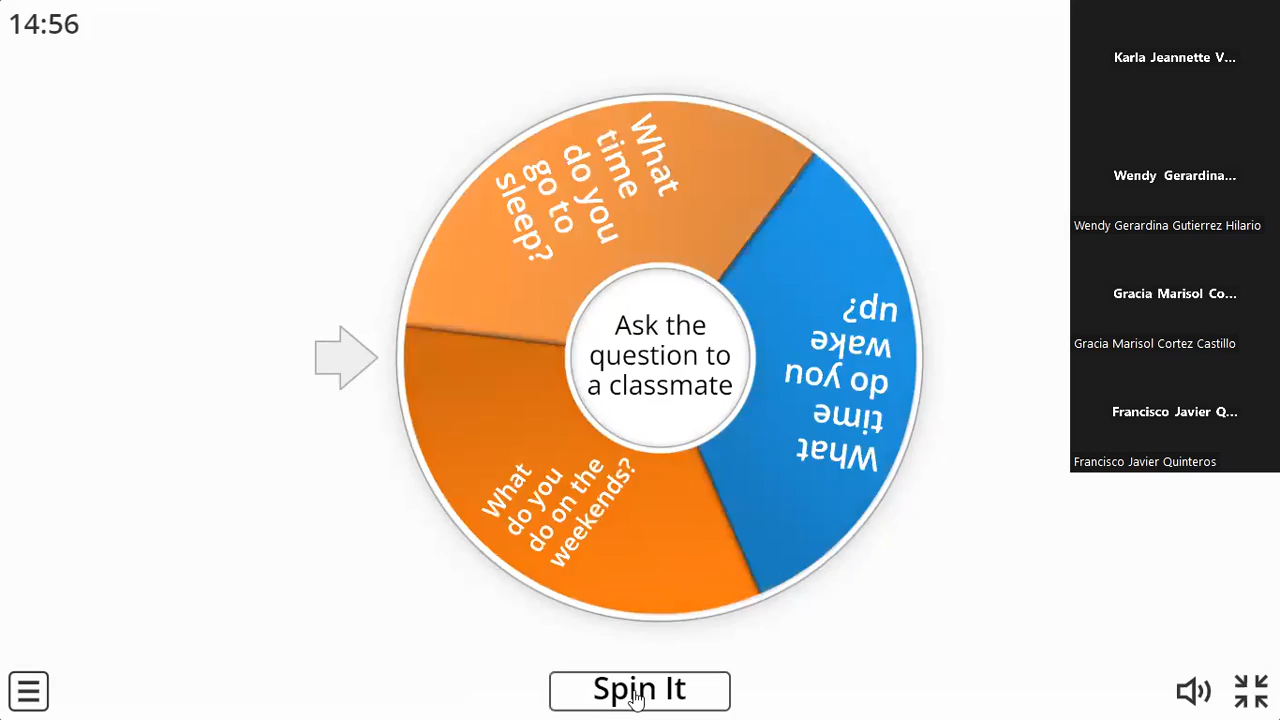 14:56
What
time
do you
go to
sleep?
What
time
do you
wake
up?
What
do you
do on the
weekends?
Ask the
question to
a classmate
Spin It
Karla Jeannette V...
Wendy Gerardina...
Wendy Gerardina Gutierrez Hilario
Gracia Marisol Co...
Gracia Marisol Cortez Castillo
Francisco Javier Q...
Francisco Javier Quinteros